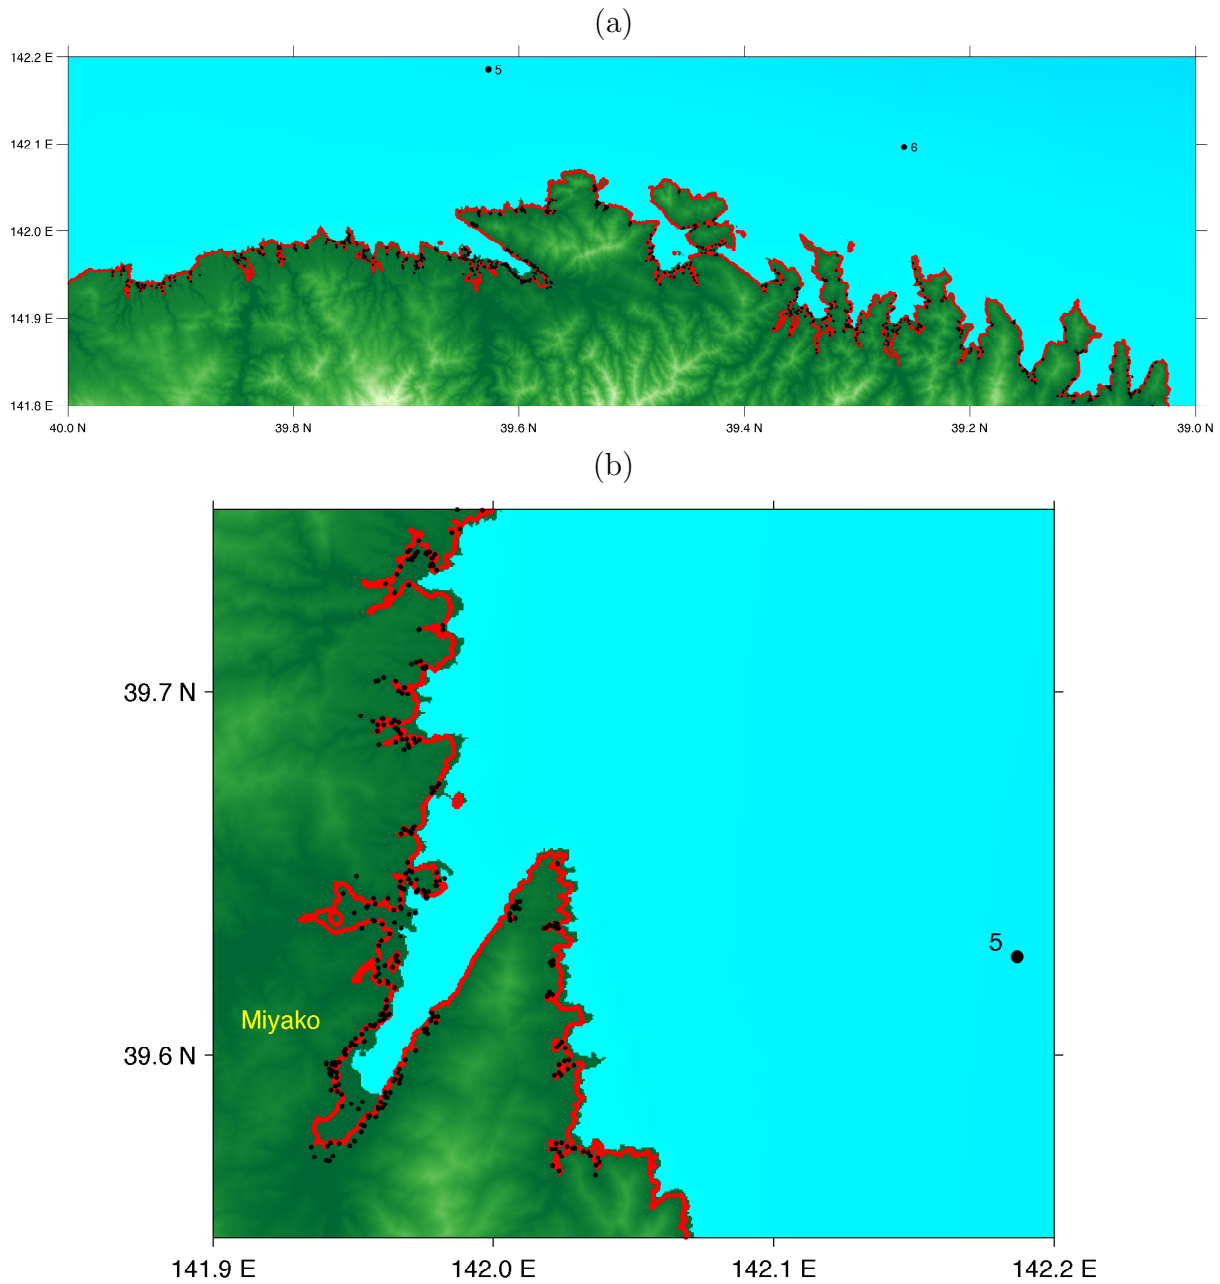 (a)
142.2 E
5
142.1 E
6
142.0 E
141.9 E
141.8 E
40.0 N 39.8 N 39.6 N 39.4 N 39.2 N 39.0 N
(b)
39.7 N
5
Miyako
39.6 N
141.9 E 142.0 E 142.1 E 142.2 E